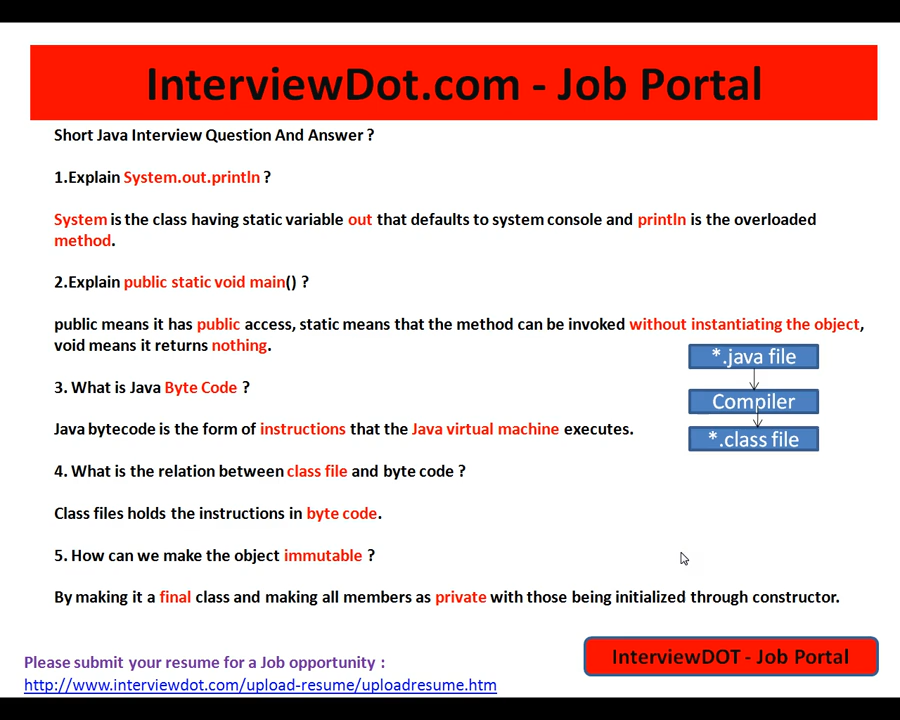 InterviewDot.com - Job Portal
Short Java Interview Question And Answer ?
1.Explain System.out.println ?
System is the class having static variable out that defaults to system console and println is the overloaded
method.
2.Explain public static void main() ?
public means it has public access, static means that the method can be invoked without instantiating the object,
void means it returns nothing.
*.java file
3. What is Java Byte Code ?
Compiler
Java bytecode is the form of instructions that the Java virtual machine executes.
*.class file
4. What is the relation between class file and byte code ?
Class files holds the instructions in byte code.
5. How can we make the object immutable ?
By making it a final class and making all members as private with those being initialized through constructor.
Please submit your resume for a Job opportunity :
http://www.interviewdot.com/upload-resume/uploadresume.htm
InterviewDOT - Job Portal